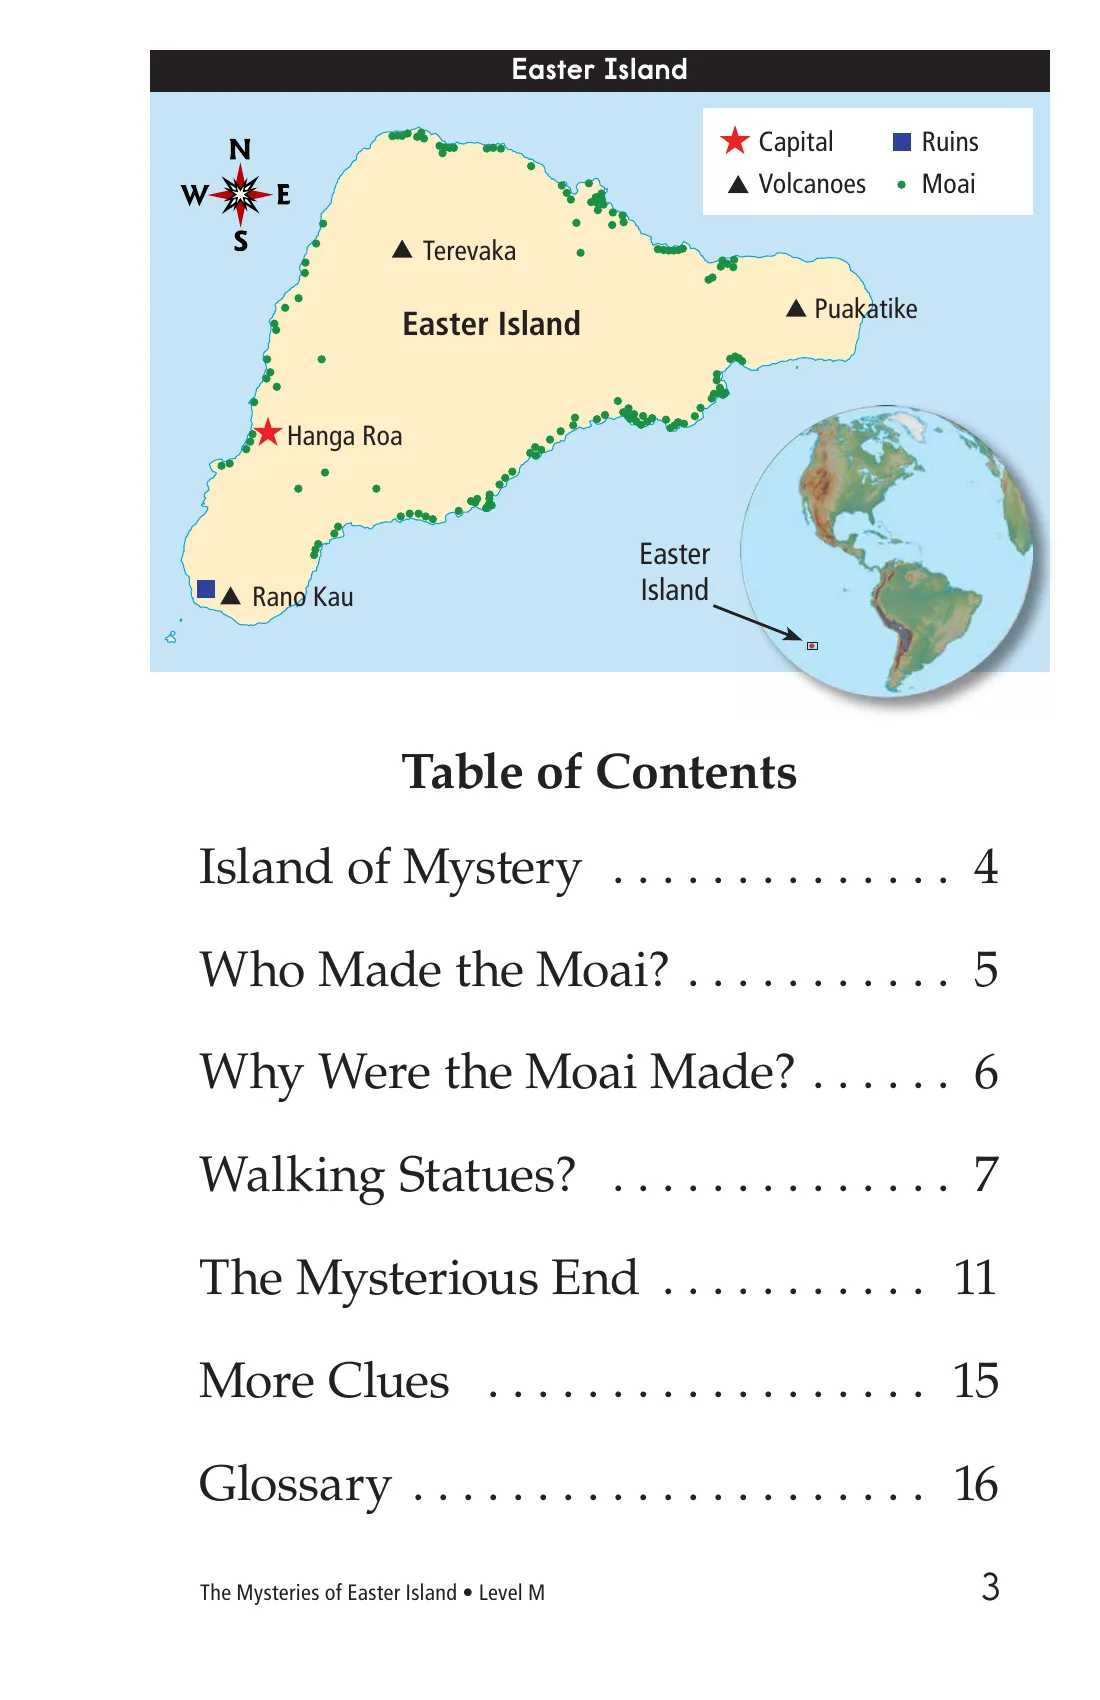 Easter Island
N
W E
S
Capital
Ruins
Volcanoes
Moai
Terevaka
Easter Island
Puakatike
Hanga Roa
Rano Kau
Easter
Island
Table of Contents
Island of Mystery . . . . . . . . . . . . . . 4
Who Made the Moai? . . . . . . . . . . . 5
Why Were the Moai Made? . . . . . . 6
Walking Statues? . . . . . . . . . . . . . . 7
The Mysterious End . . . . . . . . . . . 11
More Clues . . . . . . . . . . . . . . . . . . 15
Glossary . . . . . . . . . . . . . . . . . . . . . 16
The Mysteries of Easter Island • Level M 3